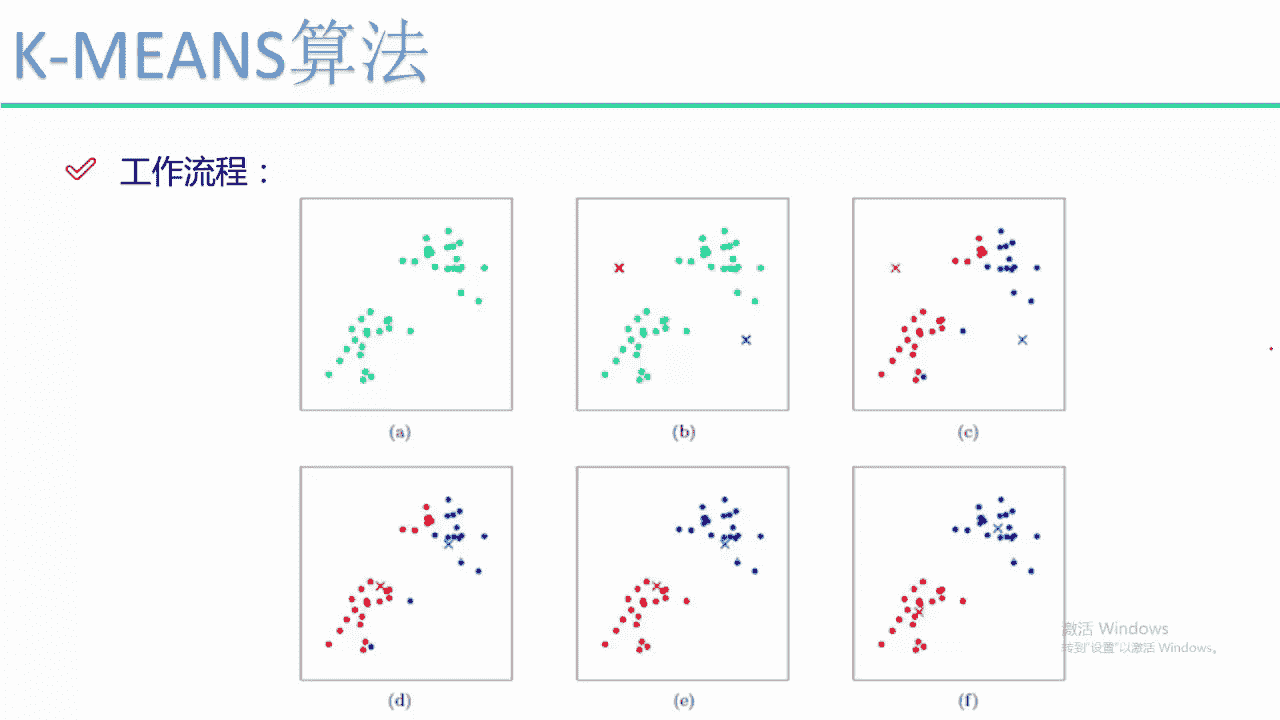 K-MEANS算法
工作流程：
(a)
(b)
(c)
(d)
(e)
(f)
激活 Windows
转到"设置"以激活 Windows。